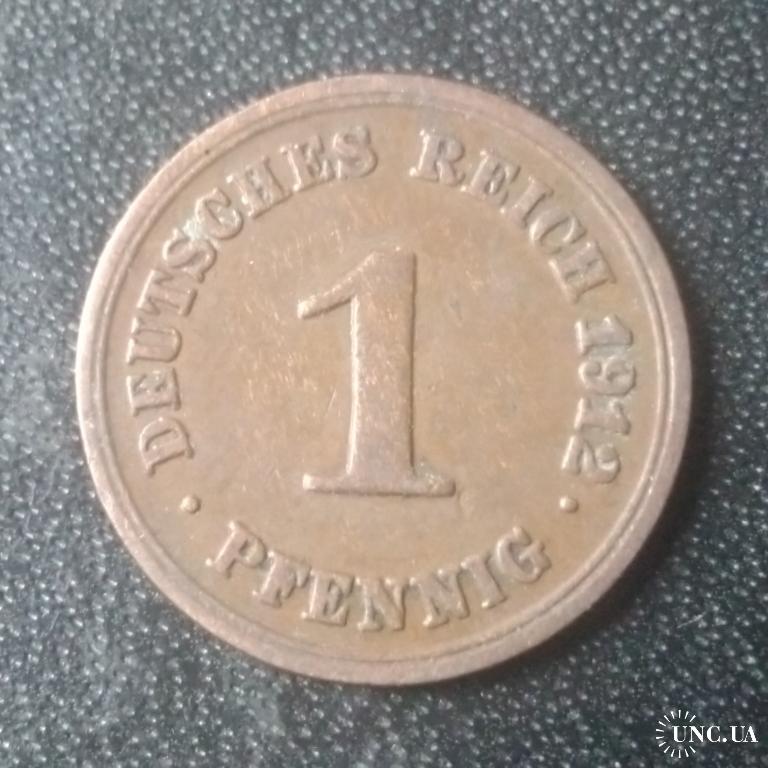 DEUTSCHES REICH 1912
1
· PFENNIG ·
UNC.UA